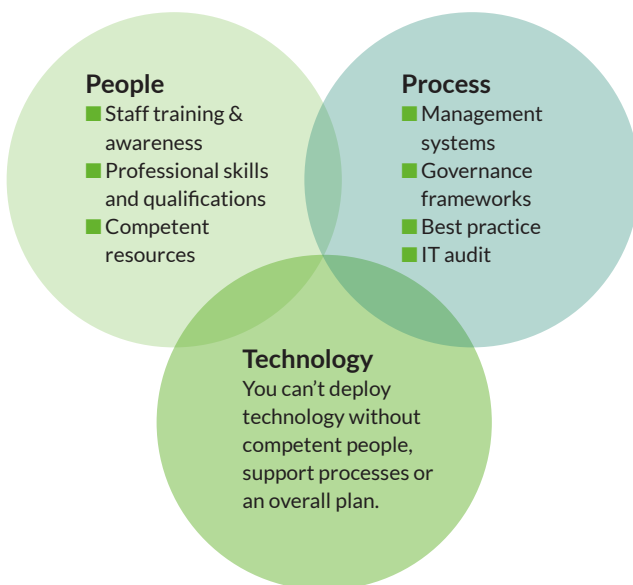 People
■ Staff training &
awareness
■ Professional skills
and qualifications
■ Competent
resources
Process
■ Management
systems
■ Governance
frameworks
■ Best practice
■ IT audit
Technology
You can’t deploy
technology without
competent people,
support processes or
an overall plan.